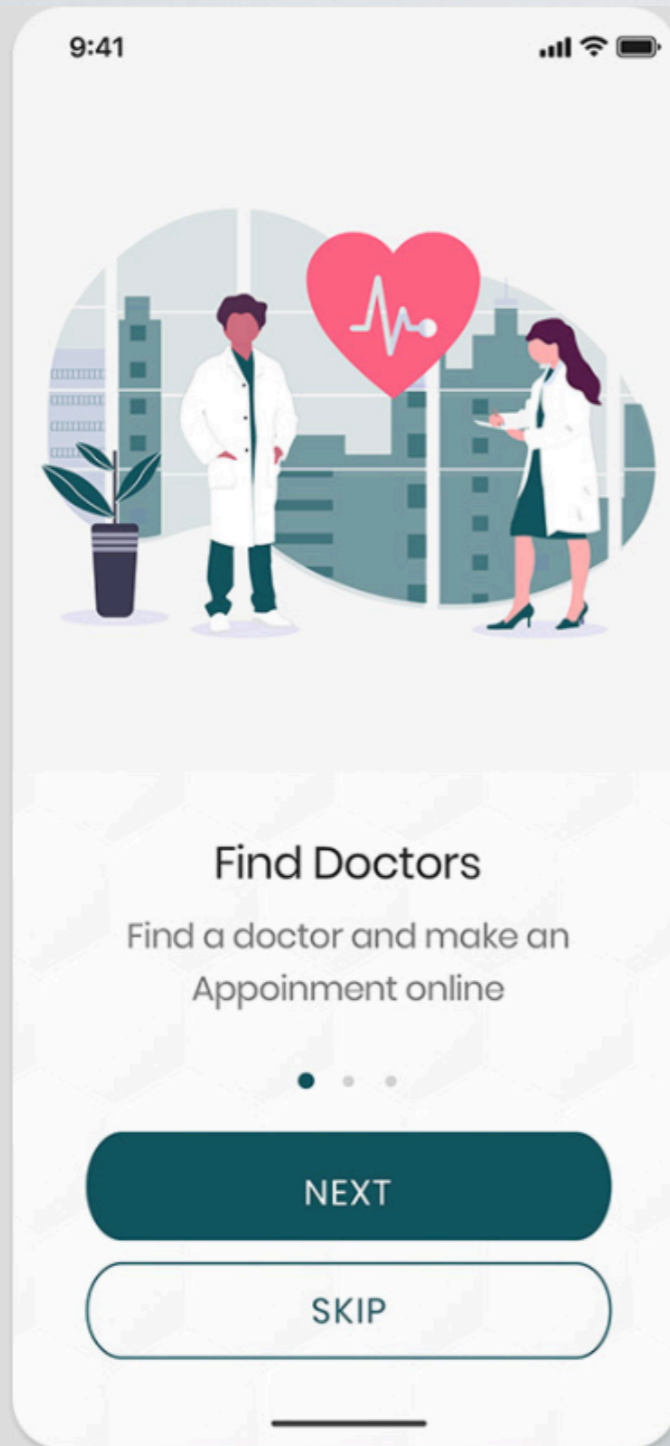 9:41
Find Doctors
Find a doctor and make an
Appoinment online
NEXT
SKIP